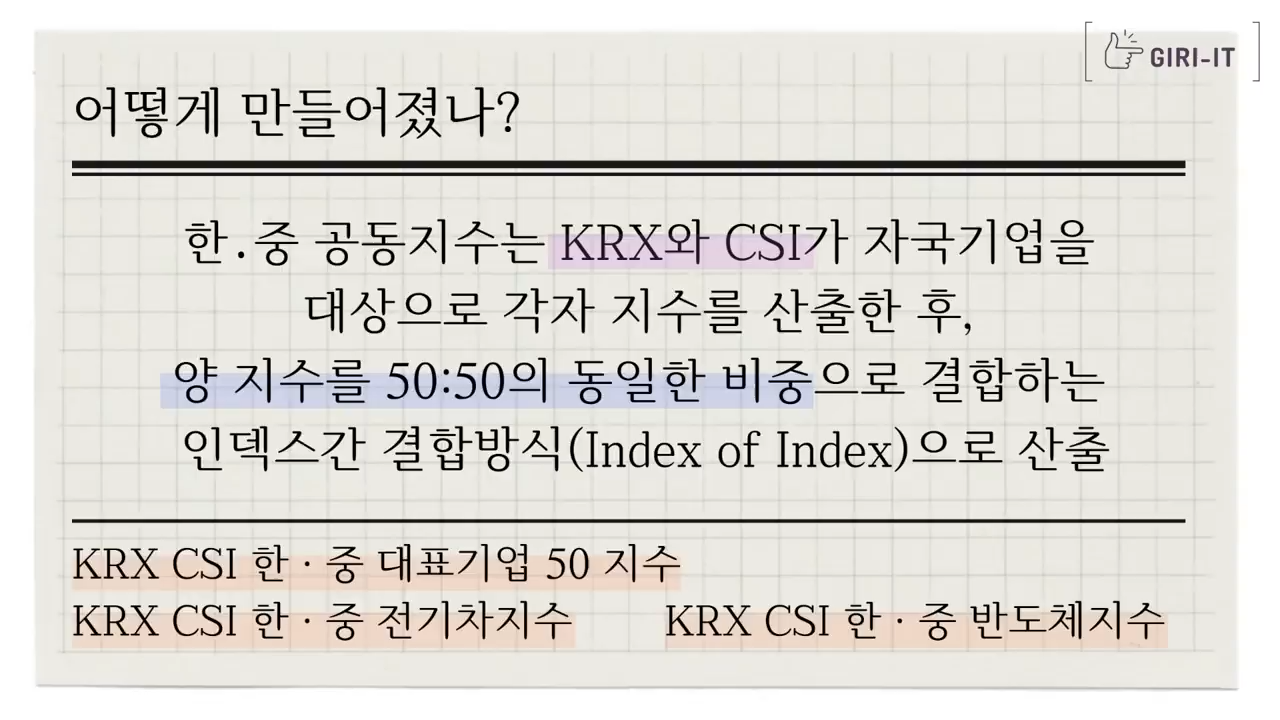 GIRI-IT
어떻게 만들어졌나?
한.중 공동지수는 KRX와 CSI가 자국기업을
대상으로 각자 지수를 산출한 후,
양 지수를 50:50의 동일한 비중으로 결합하는
인덱스간 결합방식(Index of Index)으로 산출
KRX CSI 한·중 대표기업 50 지수
KRX CSI 한·중 전기차지수
KRX CSI 한·중 반도체지수